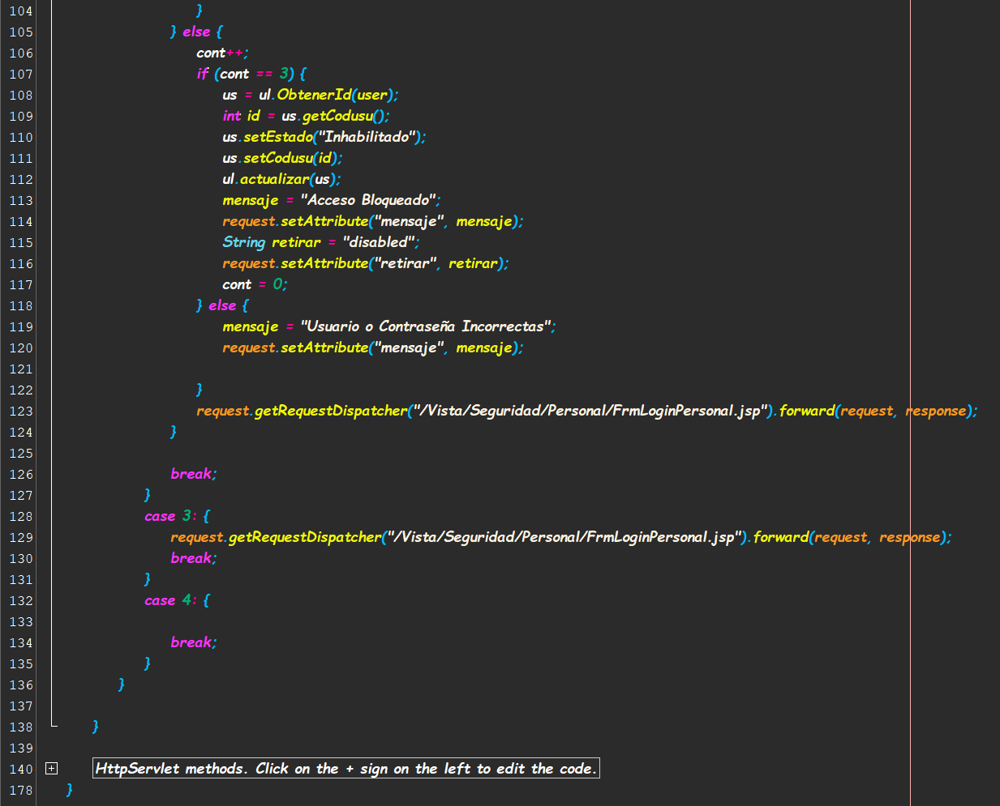 104 }
105 } else {
106 cont++;
107 if (cont == 3) {
108 us = ul.ObtenerId(user);
109 int id = us.getCodusu();
110 us.setEstado("Inhabilitado");
111 us.setCodusu(id);
112 ul.actualizar(us);
113 mensaje = "Acceso Bloqueado";
114 request.setAttribute("mensaje", mensaje);
115 String retirar = "disabled";
116 request.setAttribute("retirar", retirar);
117 cont = 0;
118 } else {
119 mensaje = "Usuario o Contraseña Incorrectas";
120 request.setAttribute("mensaje", mensaje);
121
122 }
123 request.getRequestDispatcher("/Vista/Seguridad/Personal/FrmLoginPersonal.jsp").forward(request, response);
124 }
125
126 break;
127 }
128 case 3: {
129 request.getRequestDispatcher("/Vista/Seguridad/Personal/FrmLoginPersonal.jsp").forward(request, response);
130 break;
131 }
132 case 4: {
133
134 break;
135 }
136 }
137
138 }
139
140 HttpServlet methods. Click on the + sign on the left to edit the code.
178 }